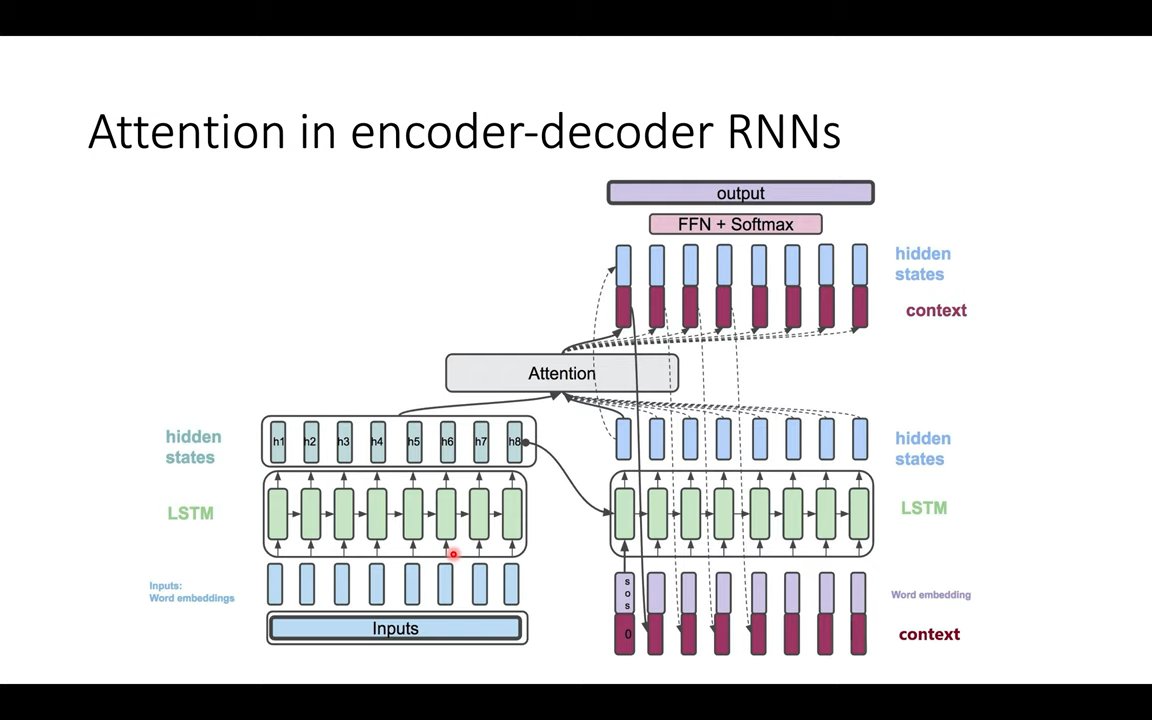 Attention in encoder-decoder RNNs
output
FFN + Softmax
hidden
states
context
Attention
hidden
states
h1 h2 h3 h4 h5 h6 h7 h8
hidden
states
LSTM
LSTM
Inputs:
Word embeddings
s
o
s
Word embedding
Inputs
0
context